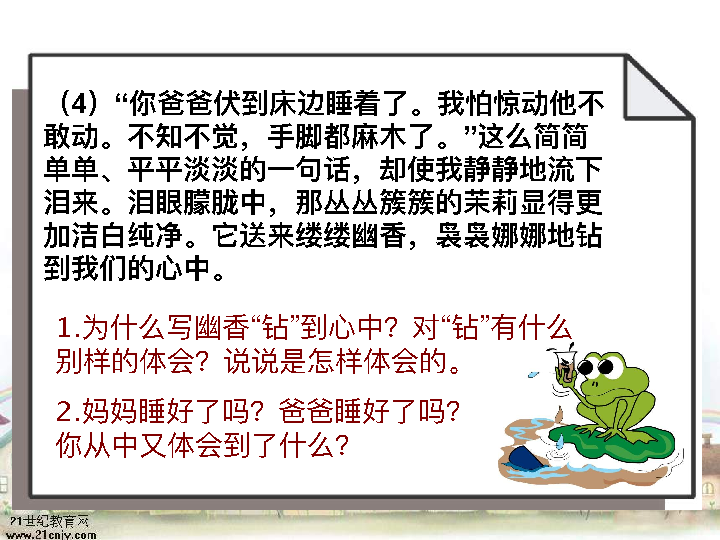 （4）“你爸爸伏到床边睡着了。我怕惊动他不
敢动。不知不觉，手脚都麻木了。”这么简简
单单、平平淡淡的一句话，却使我静静地流下
泪来。泪眼朦胧中，那丛丛簇簇的茉莉显得更
加洁白纯净。它送来缕缕幽香，袅袅娜娜地钻
到我们的心中。
1.为什么写幽香“钻”到心中？对“钻”有什么
别样的体会？说说是怎样体会的。
2.妈妈睡好了吗？爸爸睡好了吗？
你从中又体会到了什么？
21世纪教育网
www.21cnjy.com